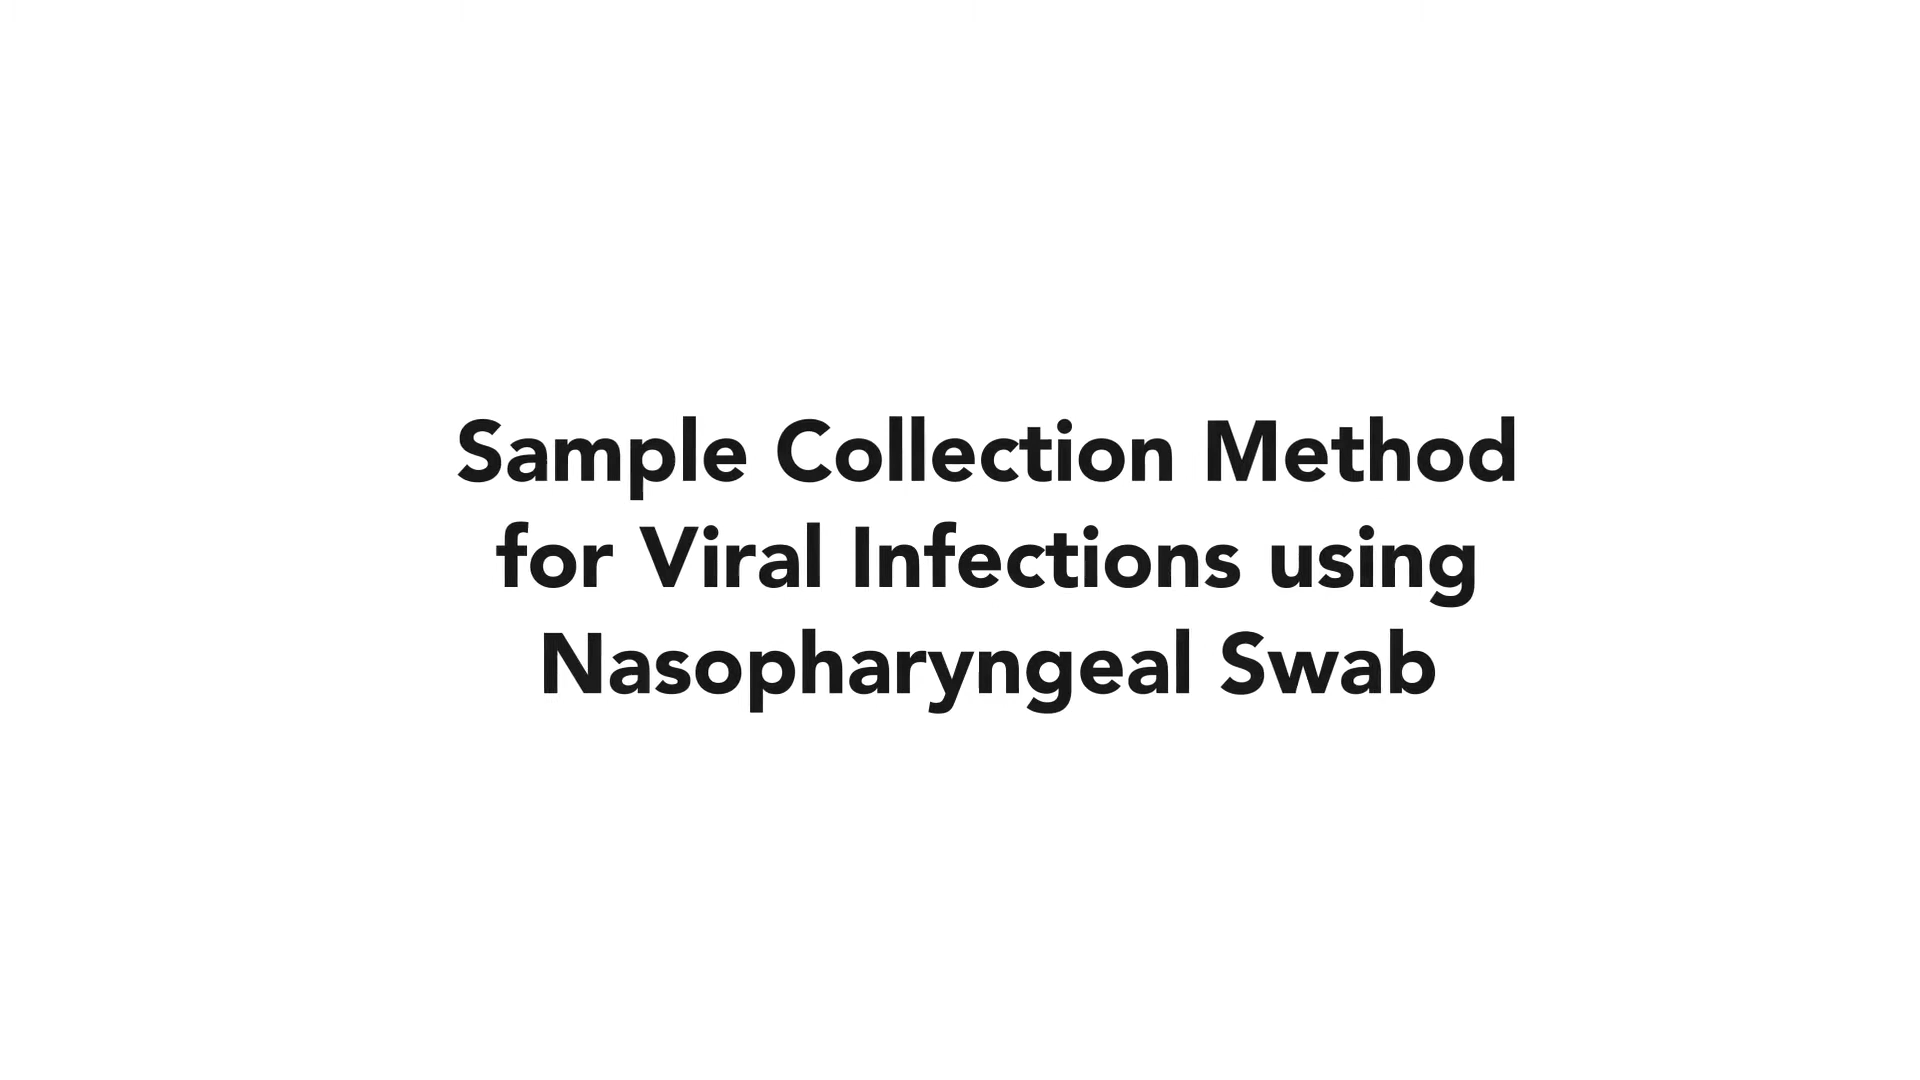 Sample Collection Method
for Viral Infections using
Nasopharyngeal Swab